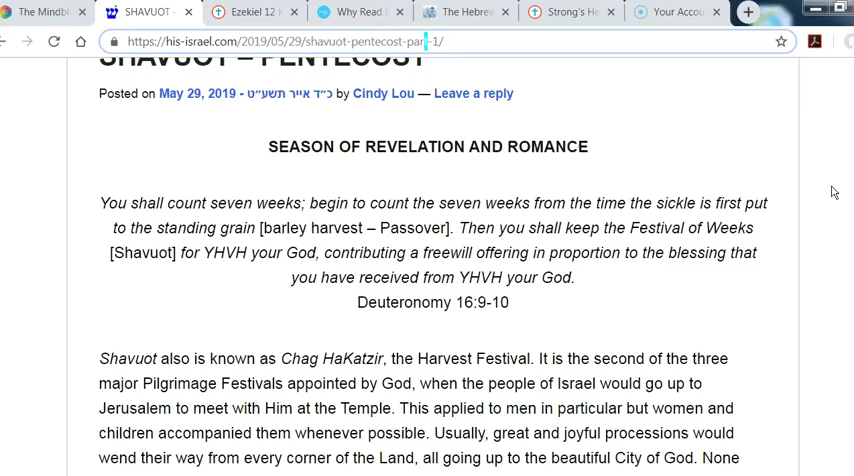 The Mindbl
SHAVUOT -
Ezekiel 12
Why Read
The Hebrew
Strong's He
Your Accou
https://his-israel.com/2019/05/29/shavuot-pentecost-part-1/
SHAVUOT – PENTECOST
Posted on May 29, 2019 - כ״ד אייר תשע״ט by Cindy Lou — Leave a reply
SEASON OF REVELATION AND ROMANCE
You shall count seven weeks; begin to count the seven weeks from the time the sickle is first put
to the standing grain [barley harvest – Passover]. Then you shall keep the Festival of Weeks
[Shavuot] for YHVH your God, contributing a freewill offering in proportion to the blessing that
you have received from YHVH your God.
Deuteronomy 16:9-10
Shavuot also is known as Chag HaKatzir, the Harvest Festival. It is the second of the three
major Pilgrimage Festivals appointed by God, when the people of Israel would go up to
Jerusalem to meet with Him at the Temple. This applied to men in particular but women and
children accompanied them whenever possible. Usually, great and joyful processions would
wend their way from every corner of the Land, all going up to the beautiful City of God. None